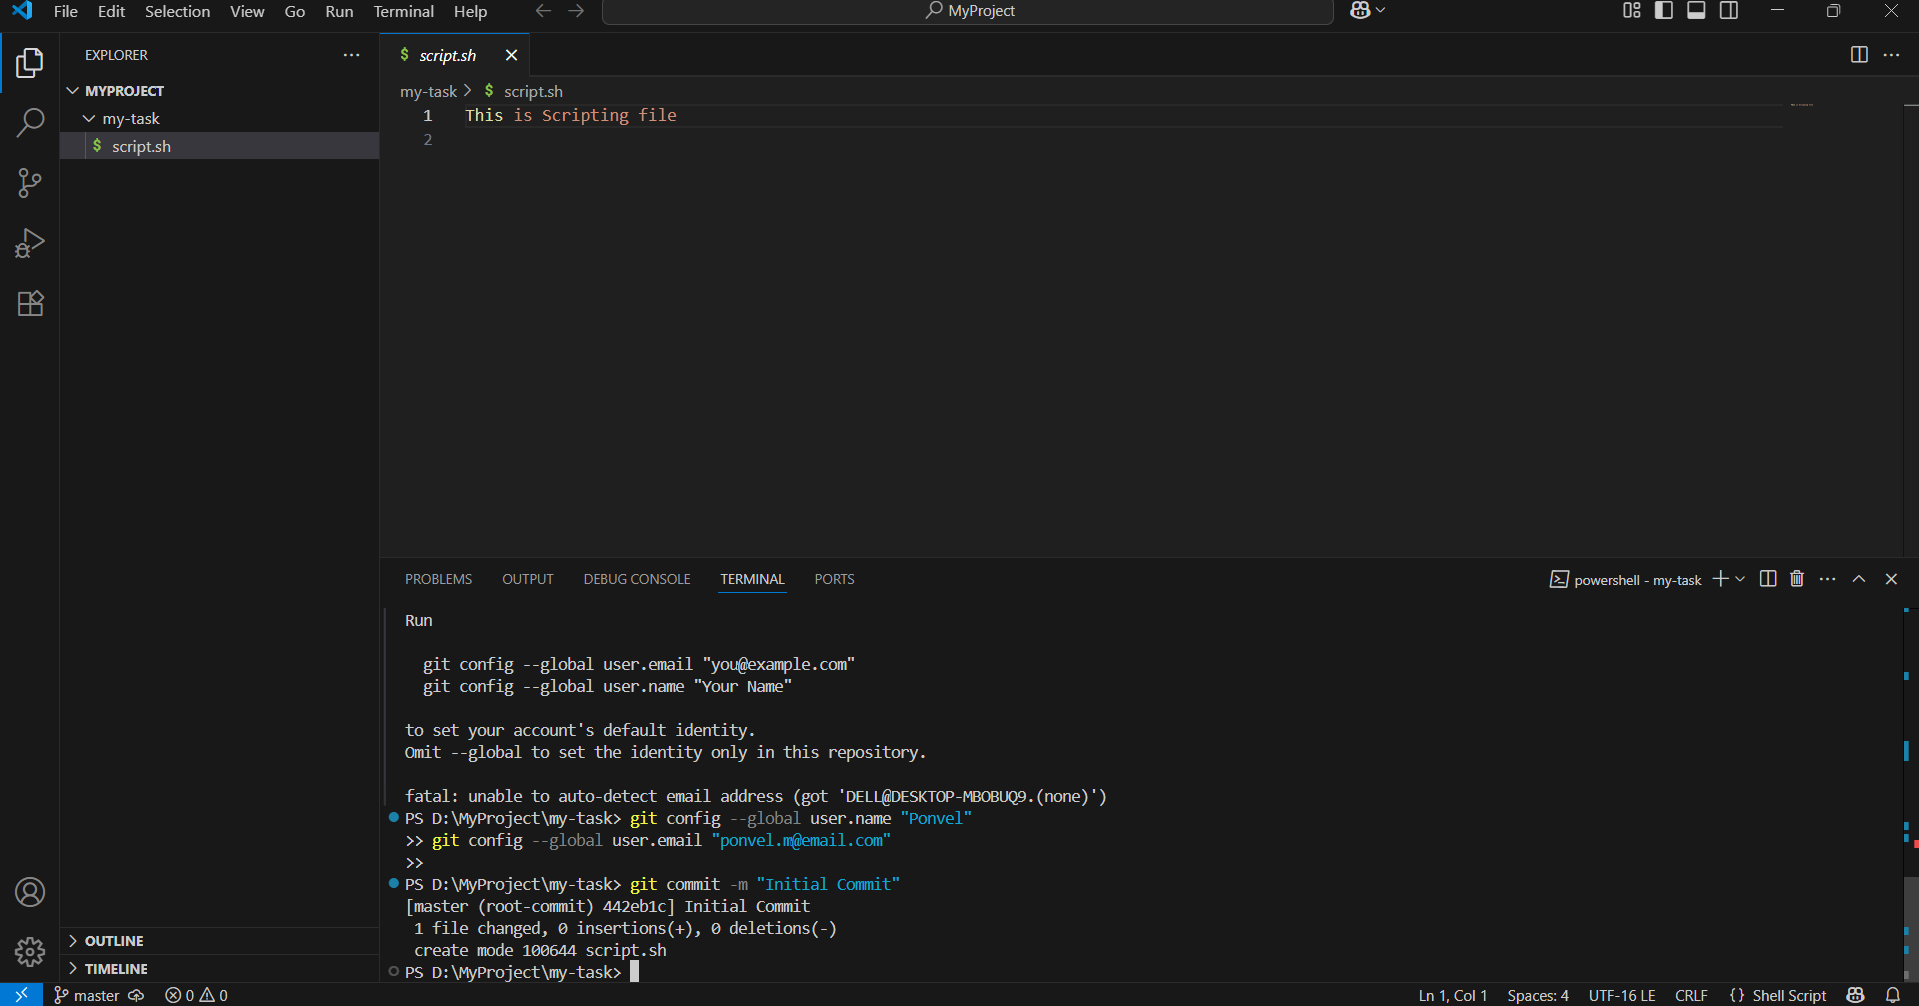 File Edit Selection View Go Run Terminal Help
MyProject
EXPLORER
MYPROJECT
my-task
$ script.sh
$ script.sh
my-task > $ script.sh
1 This is Scripting file
2
PROBLEMS OUTPUT DEBUG CONSOLE TERMINAL PORTS
powershell - my-task
Run
git config --global user.email "you@example.com"
git config --global user.name "Your Name"
to set your account's default identity.
Omit --global to set the identity only in this repository.
fatal: unable to auto-detect email address (got 'DELL@DESKTOP-MBOBUQ9.(none)')
PS D:\MyProject\my-task> git config --global user.name "Ponvel"
>> git config --global user.email "ponvel.m@email.com"
>>
PS D:\MyProject\my-task> git commit -m "Initial Commit"
[master (root-commit) 442eb1c] Initial Commit
1 file changed, 0 insertions(+), 0 deletions(-)
create mode 100644 script.sh
PS D:\MyProject\my-task>
OUTLINE
TIMELINE
master 0 0 Ln 1, Col 1 Spaces: 4 UTF-16 LE CRLF {} Shell Script